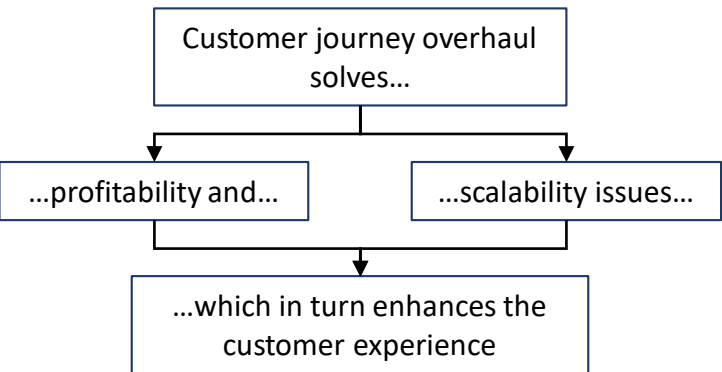 Customer journey overhaul
solves…
…profitability and…
…scalability issues…
…which in turn enhances the
customer experience